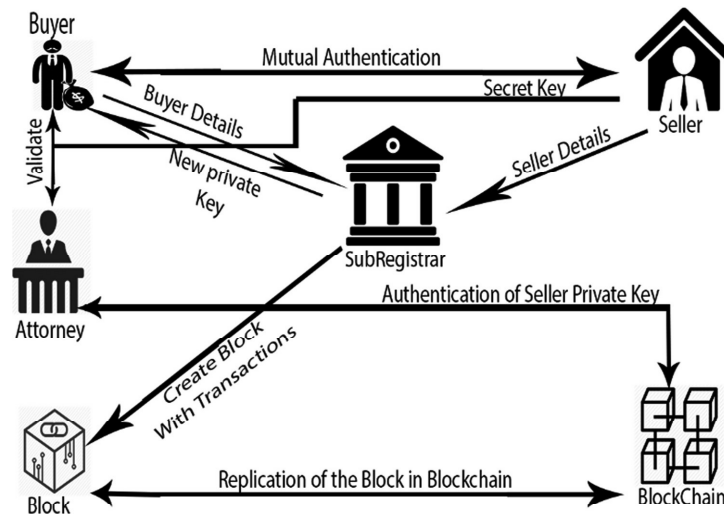 Buyer
Mutual Authentication
Secret Key
Seller
Buyer Details
New private
Key
Seller Details
Validate
SubRegistrar
Attorney
Authentication of Seller Private Key
Create Block
With Transactions
Block
Replication of the Block in Blockchain
BlockChain